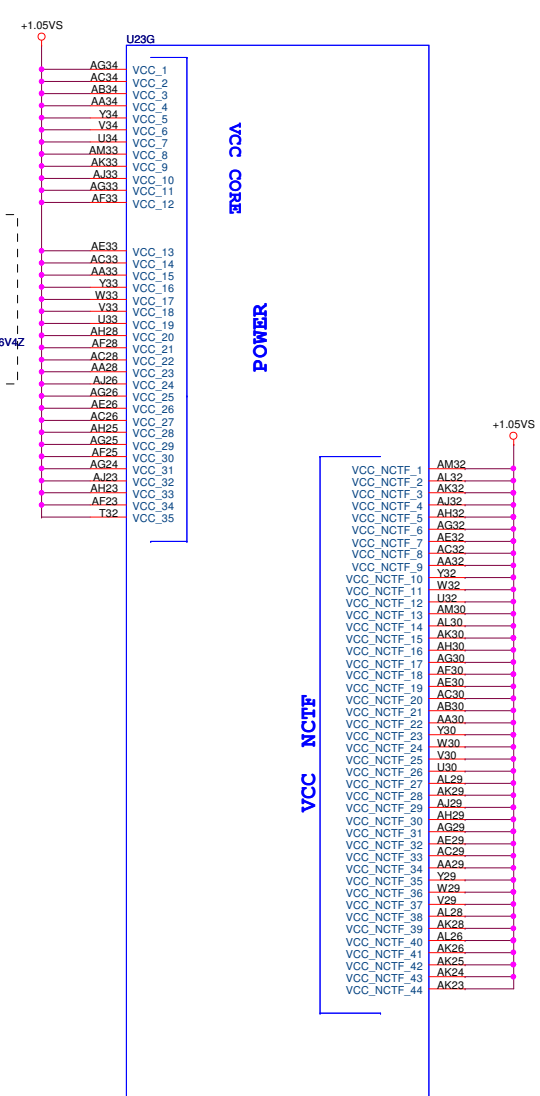 +1.05VS
U23G
AG34 VCC_1
AC34 VCC_2
AB34 VCC_3
AA34 VCC_4
Y34 VCC_5
V34 VCC_6
U34 VCC_7
AM33 VCC_8
AK33 VCC_9
AJ33 VCC_10
AG33 VCC_11
AF33 VCC_12
VCC CORE
AE33 VCC_13
AC33 VCC_14
AA33 VCC_15
Y33 VCC_16
W33 VCC_17
V33 VCC_18
U33 VCC_19
AH28 VCC_20
AF28 VCC_21
AC28 VCC_22
AA28 VCC_23
AJ26 VCC_24
AG26 VCC_25
AE26 VCC_26
AC26 VCC_27
AH25 VCC_28
AG25 VCC_29
AF25 VCC_30
AG24 VCC_31
AJ23 VCC_32
AH23 VCC_33
AF23 VCC_34
T32 VCC_35
6V4Z
POWER
+1.05VS
VCC_NCTF_1 AM32
VCC_NCTF_2 AL32
VCC_NCTF_3 AK32
VCC_NCTF_4 AJ32
VCC_NCTF_5 AH32
VCC_NCTF_6 AG32
VCC_NCTF_7 AE32
VCC_NCTF_8 AC32
VCC_NCTF_9 AA32
VCC_NCTF_10 Y32
VCC_NCTF_11 W32
VCC_NCTF_12 U32
VCC_NCTF_13 AM30
VCC_NCTF_14 AL30
VCC_NCTF_15 AK30
VCC_NCTF_16 AH30
VCC_NCTF_17 AG30
VCC_NCTF_18 AF30
VCC_NCTF_19 AE30
VCC_NCTF_20 AC30
VCC_NCTF_21 AB30
VCC_NCTF_22 AA30
VCC_NCTF_23 Y30
VCC_NCTF_24 W30
VCC_NCTF_25 V30
VCC_NCTF_26 U30
VCC_NCTF_27 AL29
VCC_NCTF_28 AK29
VCC_NCTF_29 AJ29
VCC_NCTF_30 AH29
VCC_NCTF_31 AG29
VCC_NCTF_32 AE29
VCC_NCTF_33 AC29
VCC_NCTF_34 AA29
VCC_NCTF_35 Y29
VCC_NCTF_36 W29
VCC_NCTF_37 V29
VCC_NCTF_38 AL28
VCC_NCTF_39 AK28
VCC_NCTF_40 AL26
VCC_NCTF_41 AK26
VCC_NCTF_42 AK25
VCC_NCTF_43 AK24
VCC_NCTF_44 AK23
VCC NCTF